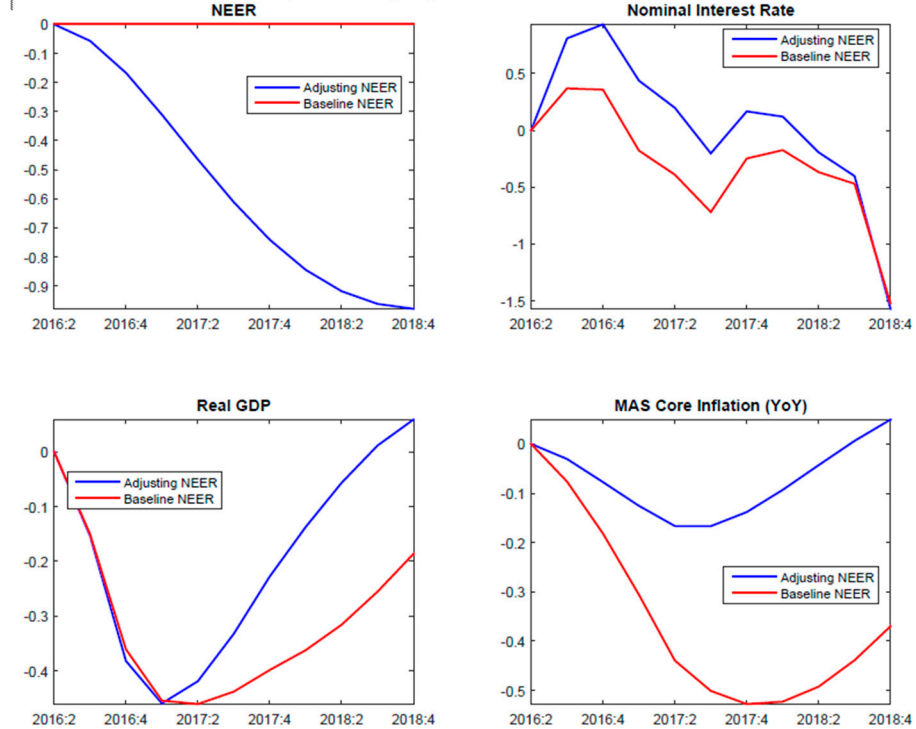 NEER
0
-0.1
-0.2
-0.3
-0.4
-0.5
-0.6
-0.7
-0.8
-0.9
Adjusting NEER
Baseline NEER
2016:2 2016:4 2017:2 2017:4 2018:2 2018:4
Nominal Interest Rate
0.5
0
-0.5
-1
-1.5
Adjusting NEER
Baseline NEER
2016:2 2016:4 2017:2 2017:4 2018:2 2018:4
Real GDP
0
-0.1
-0.2
-0.3
-0.4
Adjusting NEER
Baseline NEER
2016:2 2016:4 2017:2 2017:4 2018:2 2018:4
MAS Core Inflation (YoY)
0
-0.1
-0.2
-0.3
-0.4
-0.5
Adjusting NEER
Baseline NEER
2016:2 2016:4 2017:2 2017:4 2018:2 2018:4